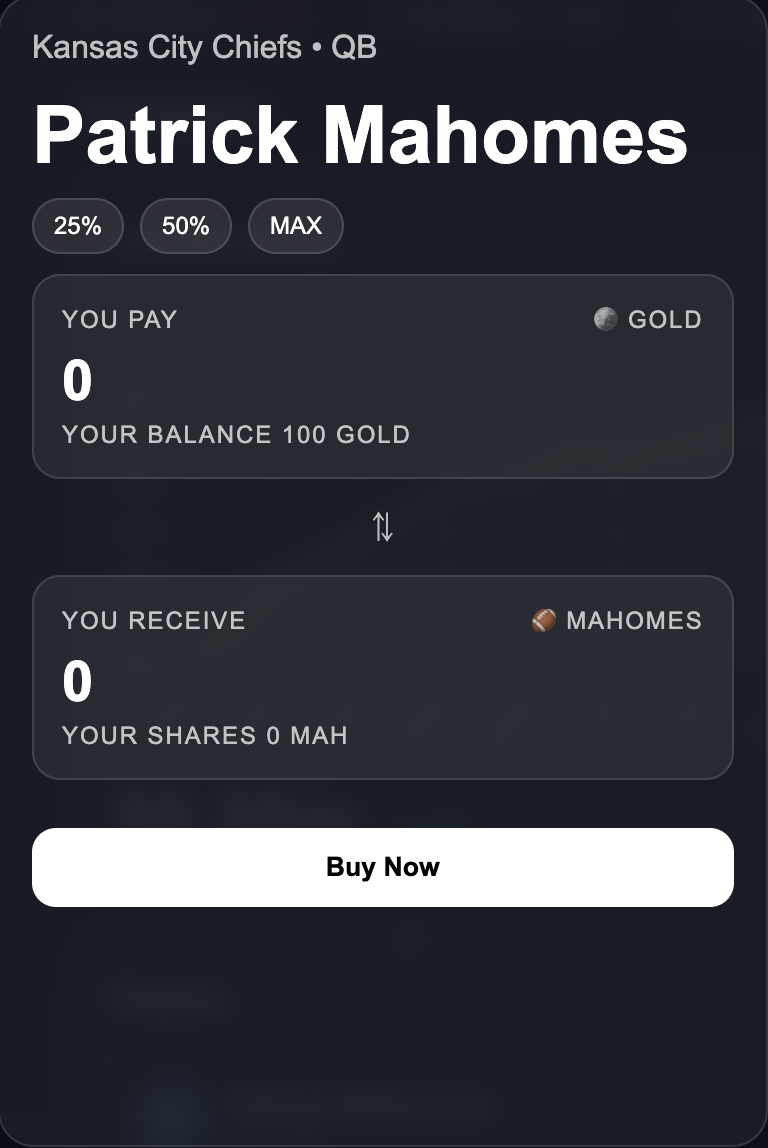 Kansas City Chiefs • QB
Patrick Mahomes
25% 50% MAX
YOU PAY GOLD
0
YOUR BALANCE 100 GOLD
YOU RECEIVE MAHOMES
0
YOUR SHARES 0 MAH
Buy Now